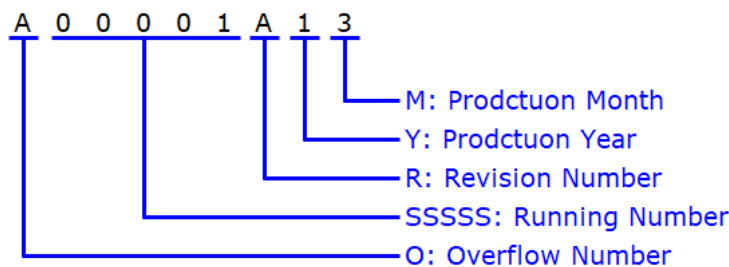 A 0 0 0 0 1 A 1 3
M: Prodctuon Month
Y: Prodctuon Year
R: Revision Number
SSSSS: Running Number
O: Overflow Number